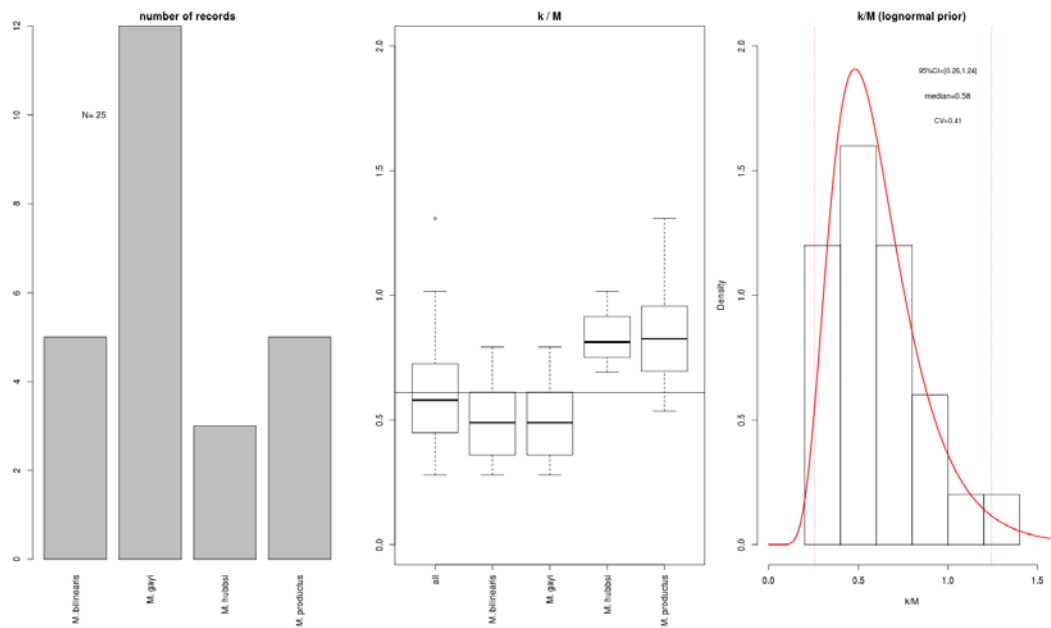 number of records
12
10
8
6
4
2
0
N= 25
M. bilinearis
M. gayi
M. hubbsi
M. productus
k / M
2.0
1.5
1.0
0.5
0.0
all
M. bilinearis
M. gayi
M. hubbsi
M. productus
k/M (lognormal prior)
95%CI=[0.26,1.24]
median=0.58
CV=0.41
Density
2.0
1.5
1.0
0.5
0.0
0.0
0.5
1.0
1.5
k/M